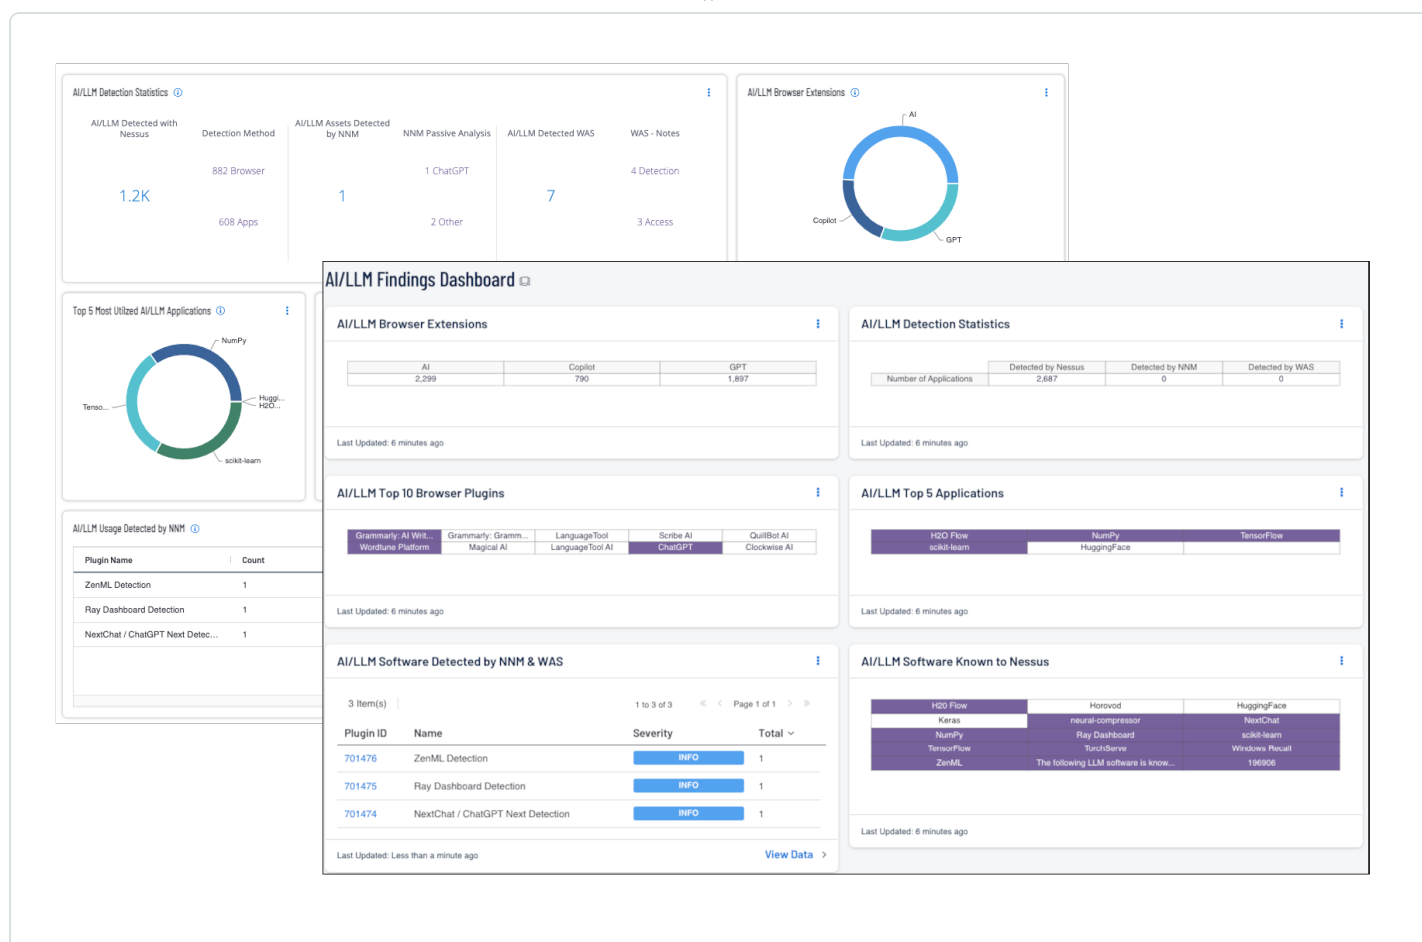 AI/LLM Detection Statistics
AI/LLM Detected with Nessus
Detection Method
AI/LLM Assets Detected by NNM
NNM Passive Analysis
AI/LLM Detected WAS
WAS - Notes
882 Browser
1 ChatGPT
4 Detection
1.2K
1
7
608 Apps
2 Other
3 Access
AI/LLM Browser Extensions
AI
Copilot
GPT
Top 5 Most Utilzed AI/LLM Applications
NumPy
Huggi...
H2O...
Tenso...
scikit-learn
AI/LLM Usage Detected by NNM
Plugin Name Count
ZenML Detection 1
Ray Dashboard Detection 1
NextChat / ChatGPT Next Detec... 1
AI/LLM Findings Dashboard
AI/LLM Browser Extensions
AI Copilot GPT
2,299 790 1,897
Last Updated: 6 minutes ago
AI/LLM Detection Statistics
Detected by Nessus Detected by NNM Detected by WAS
Number of Applications 2,687 0 0
Last Updated: 6 minutes ago
AI/LLM Top 10 Browser Plugins
Grammarly: AI Writ... Grammarly: Gramm... LanguageTool Scribe AI QuillBot AI
Wordtune Platform Magical AI LanguageTool AI ChatGPT Clockwise AI
Last Updated: 6 minutes ago
AI/LLM Top 5 Applications
H2O Flow NumPy TensorFlow
scikit-learn HuggingFace
Last Updated: 6 minutes ago
AI/LLM Software Detected by NNM & WAS
3 Item(s) 1 to 3 of 3 « < Page 1 of 1 > »
Plugin ID Name Severity Total
701476 ZenML Detection INFO 1
701475 Ray Dashboard Detection INFO 1
701474 NextChat / ChatGPT Next Detection INFO 1
Last Updated: Less than a minute ago View Data >
AI/LLM Software Known to Nessus
H20 Flow Horovod HuggingFace
Keras neural-compressor NextChat
NumPy Ray Dashboard scikit-learn
TensorFlow TorchServe Windows Recall
ZenML The following LLM software is know... 196906
Last Updated: 6 minutes ago